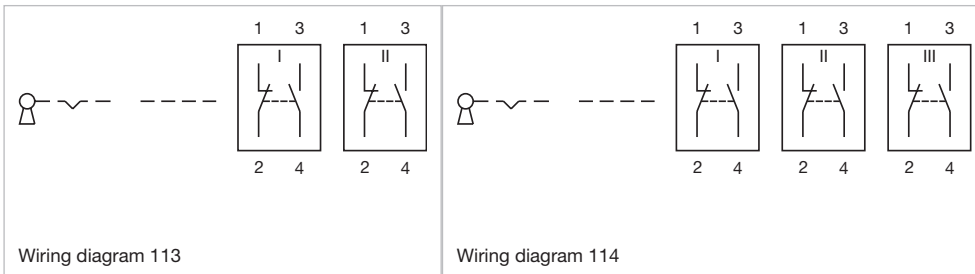 1 3 1 3
I II
2 4 2 4
Wiring diagram 113
1 3 1 3 1 3
I II III
2 4 2 4 2 4
Wiring diagram 114